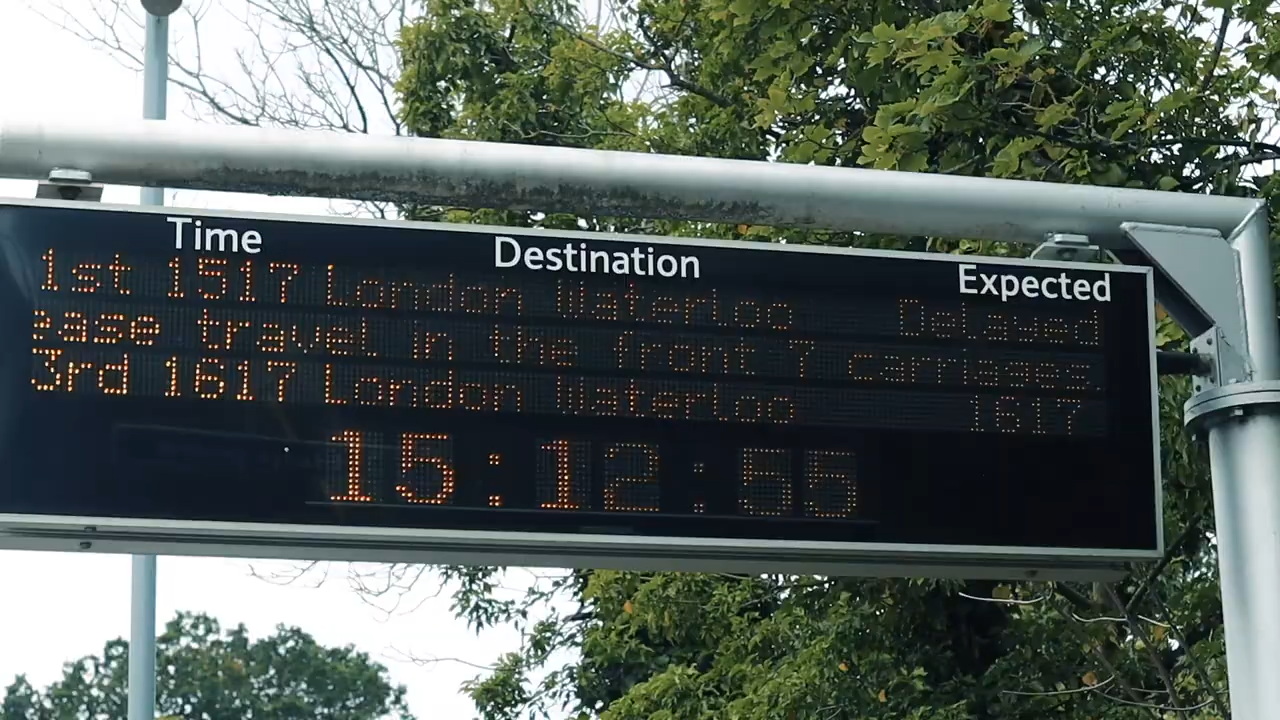 Time Destination Expected
1st 1517 London Waterloo Delayed
ease travel in the front 7 carriages.
3rd 1617 London Waterloo 1617
15:12:55